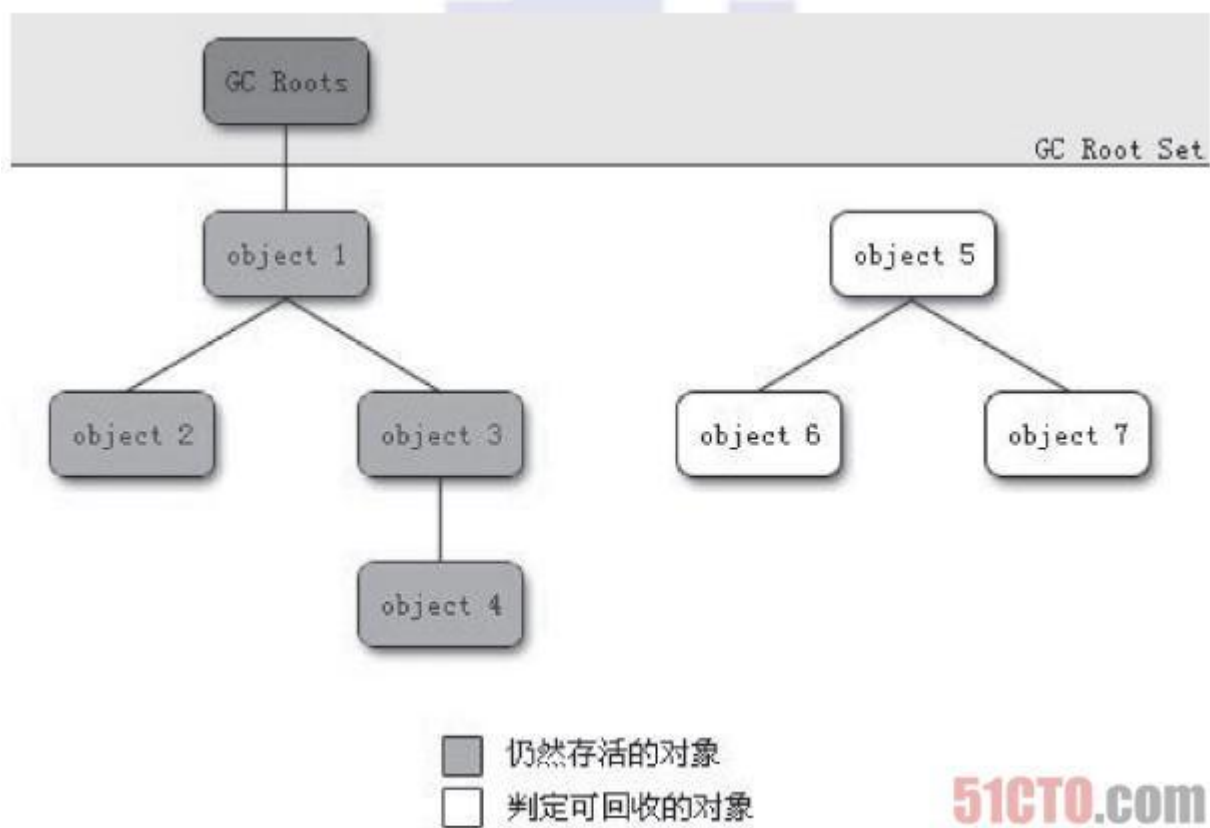 GC Roots
GC Root Set
object 1
object 5
object 2
object 3
object 6
object 7
object 4
仍然存活的对象
判定可回收的对象
51CTO.com